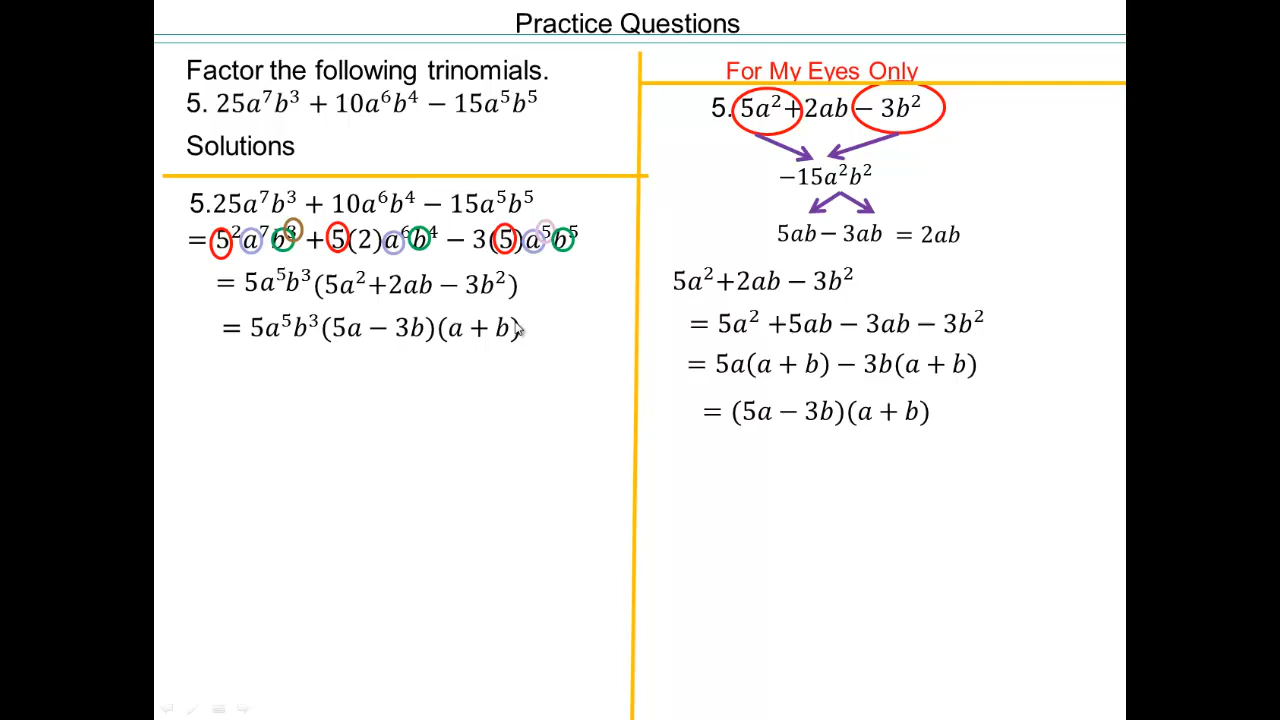 Practice Questions
Factor the following trinomials.
5. 25a⁷b³ + 10a⁶b⁴ − 15a⁵b⁵
Solutions
5.25a⁷b³ + 10a⁶b⁴ − 15a⁵b⁵
= 5²a⁷b³ + 5(2)a⁶b⁴ − 3(5)a⁵b⁵
= 5a⁵b³(5a²+2ab − 3b²)
= 5a⁵b³(5a − 3b)(a + b)
For My Eyes Only
5. 5a²+2ab − 3b²
−15a²b²
5ab − 3ab = 2ab
5a²+2ab − 3b²
= 5a² +5ab − 3ab − 3b²
= 5a(a + b) − 3b(a + b)
= (5a − 3b)(a + b)